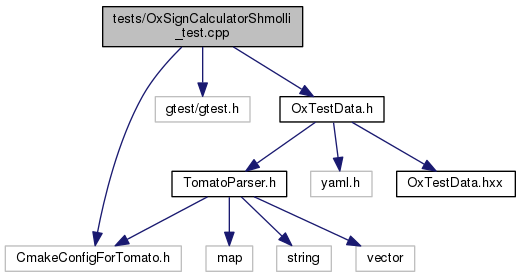 tests/OxSignCalculatorShmolli
_test.cpp
gtest/gtest.h
OxTestData.h
TomatoParser.h
yaml.h
OxTestData.hxx
CmakeConfigForTomato.h
map
string
vector